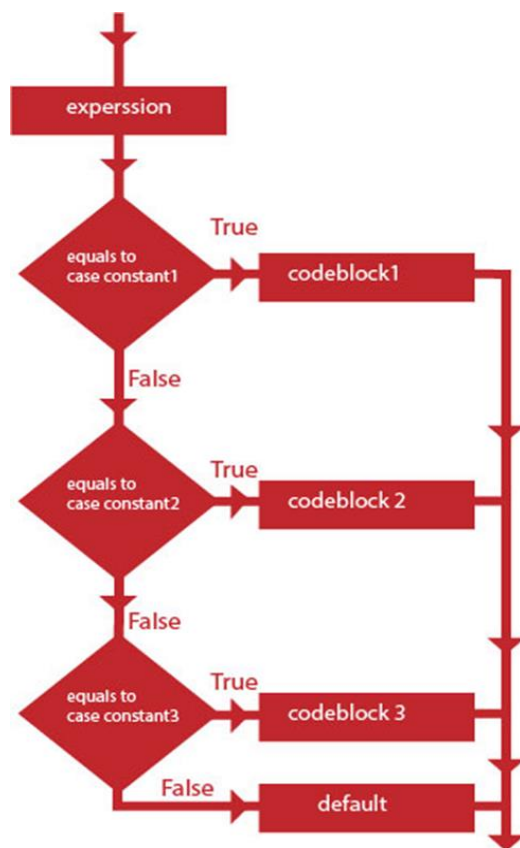 experssion
True
equals to
case constant1
codeblock1
False
True
equals to
case constant2
codeblock 2
False
True
equals to
case constant3
codeblock 3
False
default